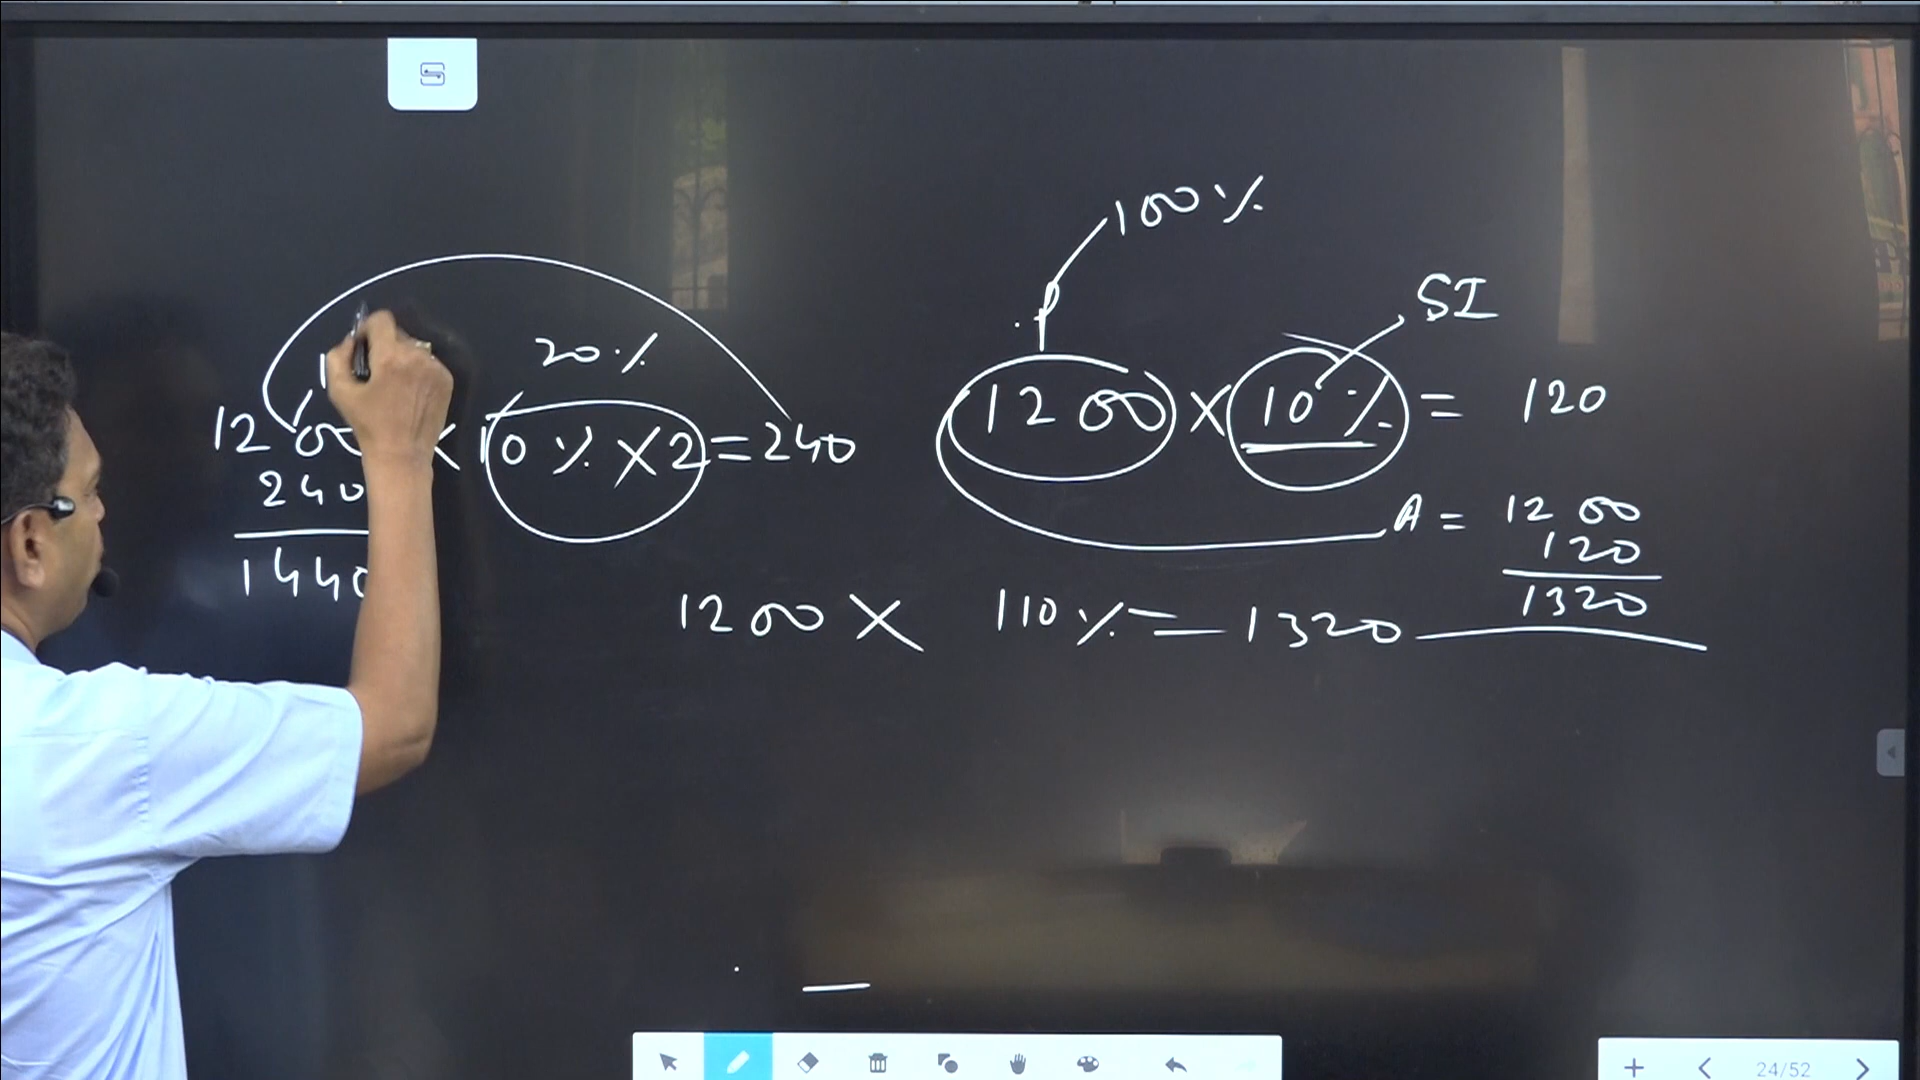 100%
P
SI
20%
1200 × 10% × 2 = 240
240
1440
1200 × 10% = 120
A = 1200
120
1320
1200 × 110% = 1320
24/52